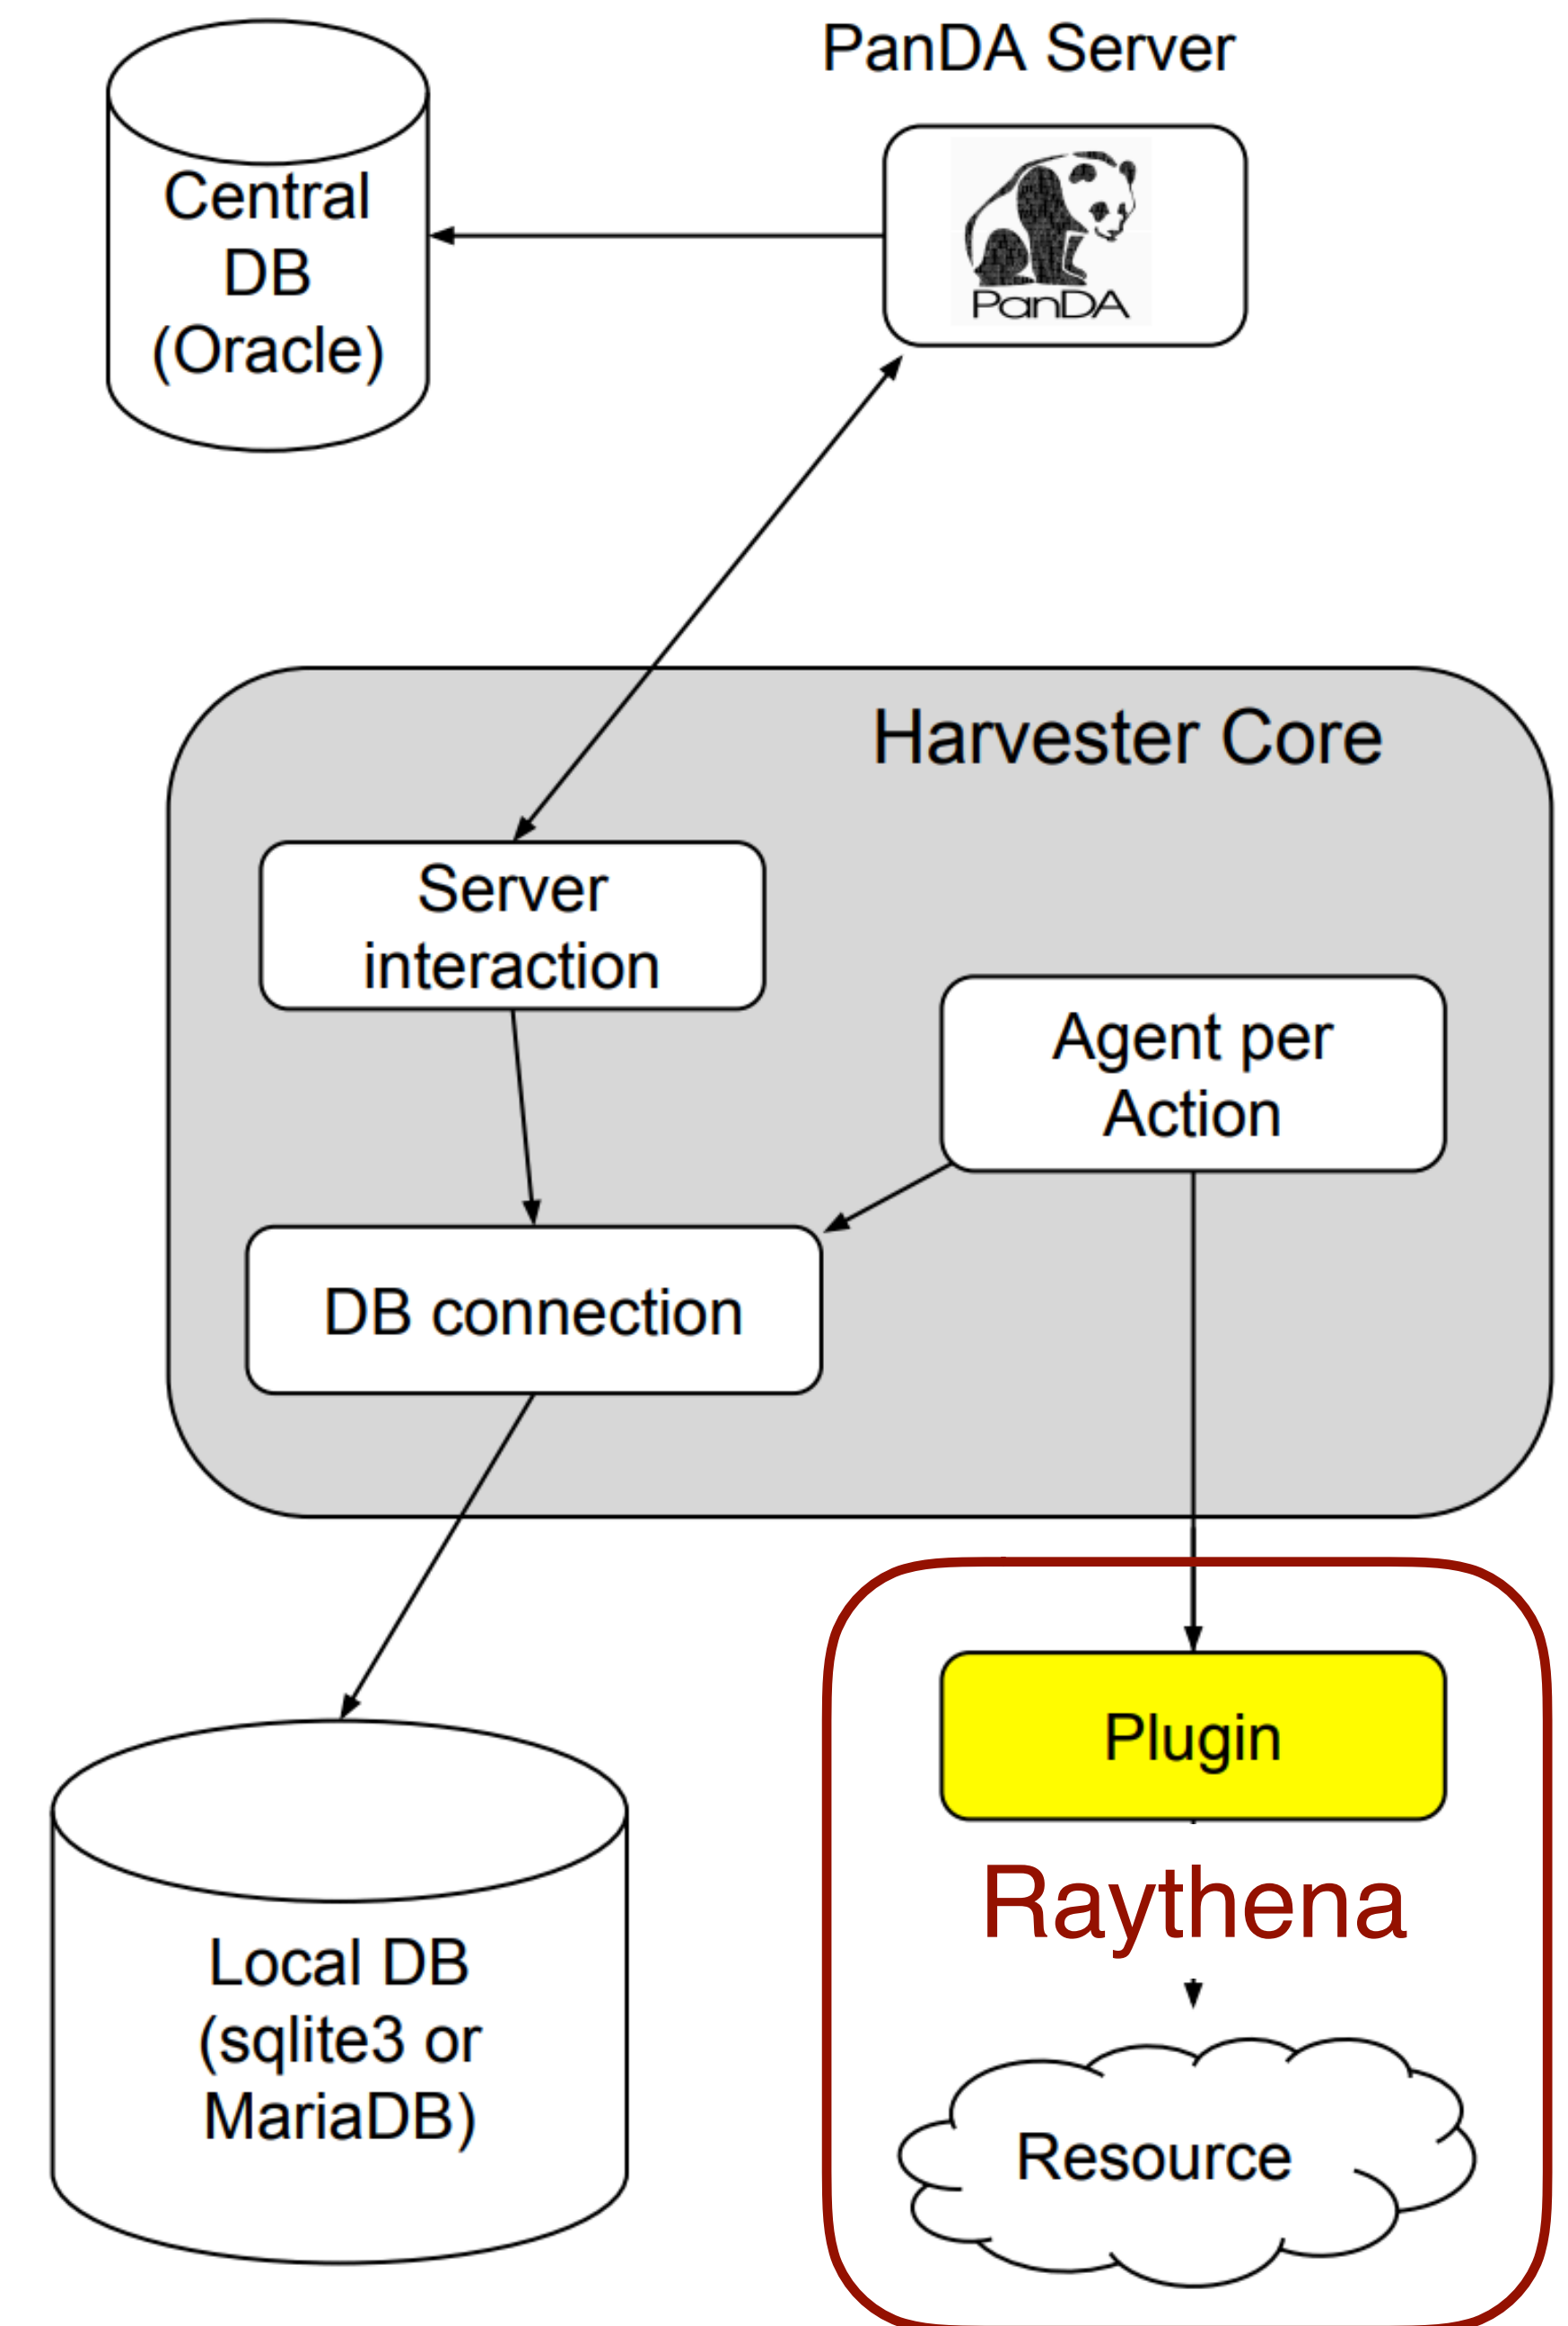 PanDA Server
Central
DB
(Oracle)
PanDA
Harvester Core
Server
interaction
Agent per
Action
DB connection
Plugin
Raythena
Local DB
(sqlite3 or
MariaDB)
Resource